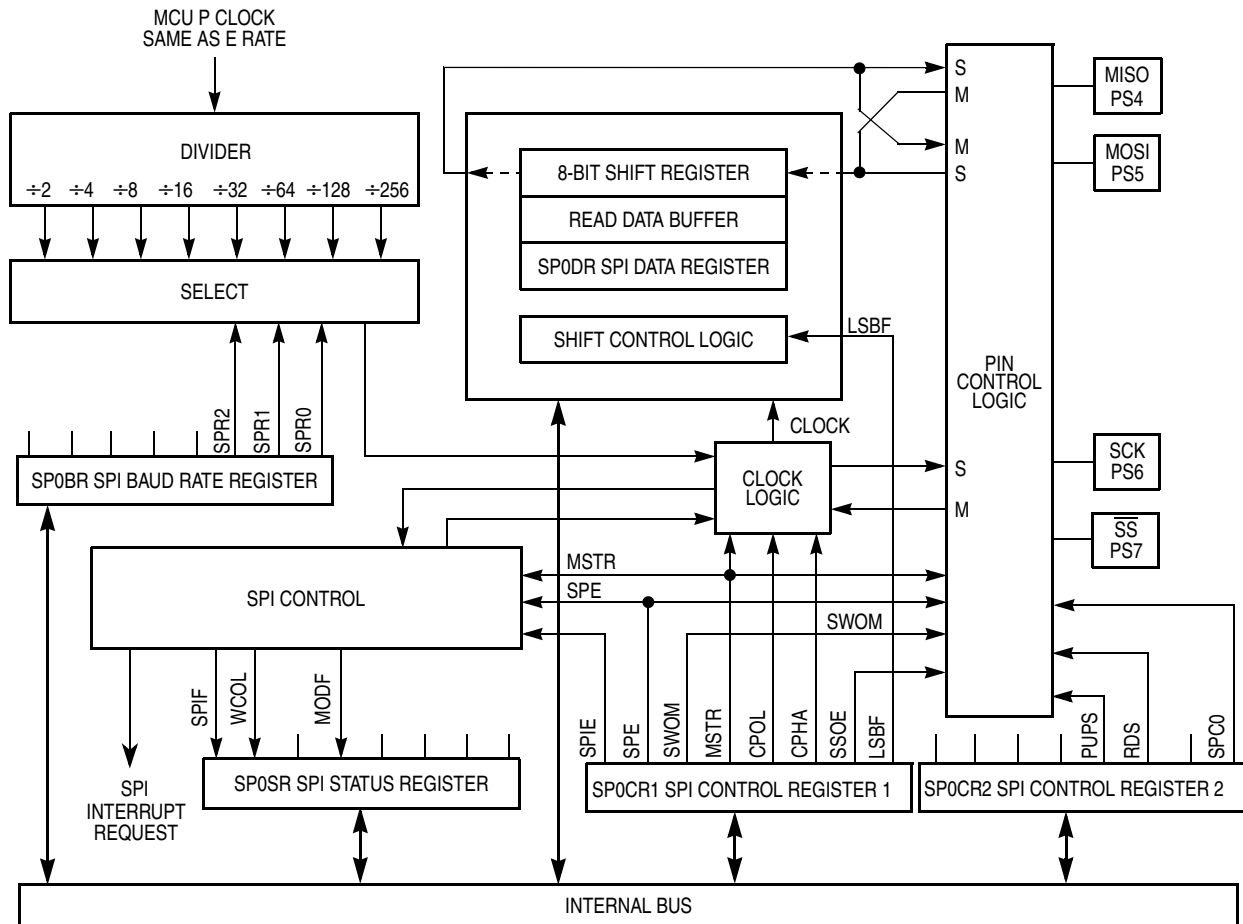 MCU P CLOCK
SAME AS E RATE
DIVIDER
÷2 ÷4 ÷8 ÷16 ÷32 ÷64 ÷128 ÷256
SELECT
SPR2
SPR1
SPR0
SP0BR SPI BAUD RATE REGISTER
8-BIT SHIFT REGISTER
READ DATA BUFFER
SP0DR SPI DATA REGISTER
SHIFT CONTROL LOGIC
LSBF
CLOCK
CLOCK
LOGIC
S
M
M
S
S
M
PIN
CONTROL
LOGIC
MISO
PS4
MOSI
PS5
SCK
PS6
S̅S̅
PS7
SPI CONTROL
MSTR
SPE
SWOM
SPIF
WCOL
MODF
SPI
INTERRUPT
REQUEST
SP0SR SPI STATUS REGISTER
SPIE
SPE
SWOM
MSTR
CPOL
CPHA
SSOE
LSBF
SP0CR1 SPI CONTROL REGISTER 1
PUPS
RDS
SPC0
SP0CR2 SPI CONTROL REGISTER 2
INTERNAL BUS